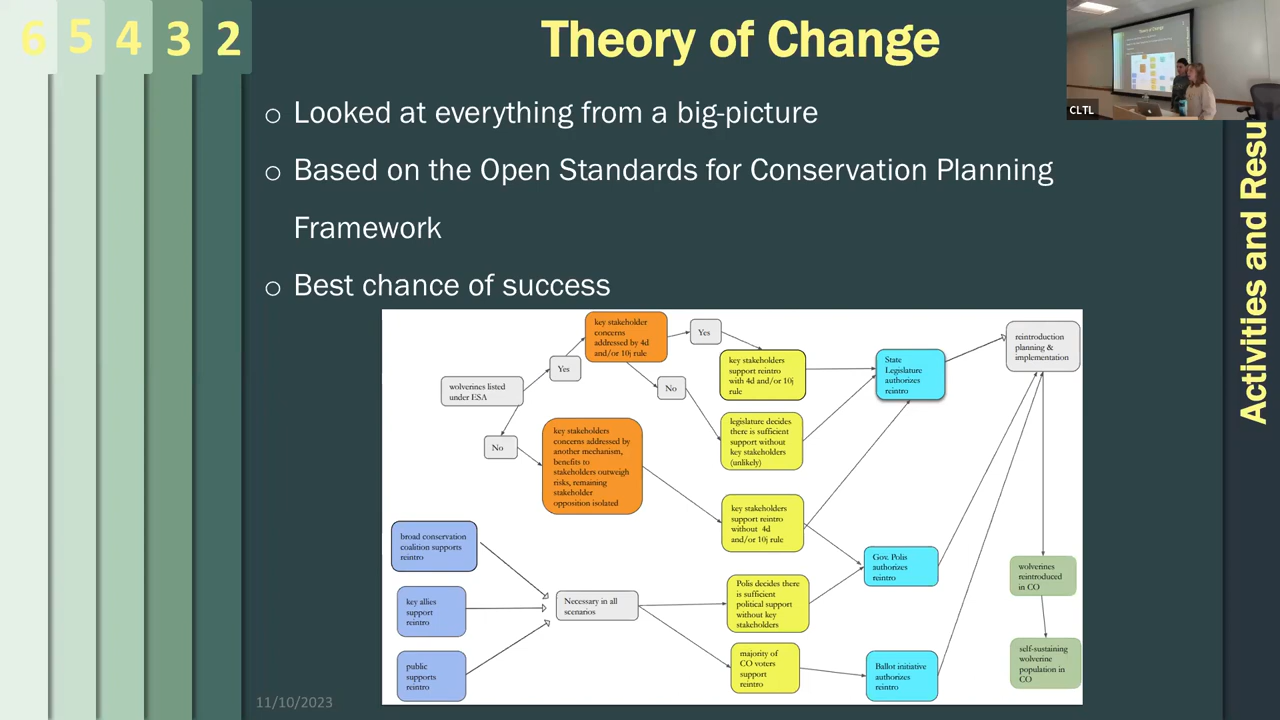 6 5 4 3 2
Theory of Change
CLTL
Looked at everything from a big-picture
Based on the Open Standards for Conservation Planning
Framework
Best chance of success
Activities and Resu
wolverines listed
under ESA
Yes
No
key stakeholder
concerns
addressed by 4d
and/or 10j rule
Yes
No
key stakeholders
concerns addressed by
another mechanism,
benefits to
stakeholders outweigh
risks, remaining
stakeholder
opposition isolated
key stakeholders
support reintro
with 4d and/or 10j
rule
legislature decides
there is sufficient
support without
key stakeholders
(unlikely)
key stakeholders
support reintro
without 4d
and/or 10j rule
State
Legislature
authorizes
reintro
reintroduction
planning &
implementation
broad conservation
coalition supports
reintro
key allies
support
reintro
public
supports
reintro
Necessary in all
scenarios
Polis decides there
is sufficient
political support
without key
stakeholders
majority of
CO voters
support
reintro
Gov. Polis
authorizes
reintro
Ballot initiative
authorizes
reintro
wolverines
reintroduced
in CO
self-sustaining
wolverine
population in
CO
11/10/2023